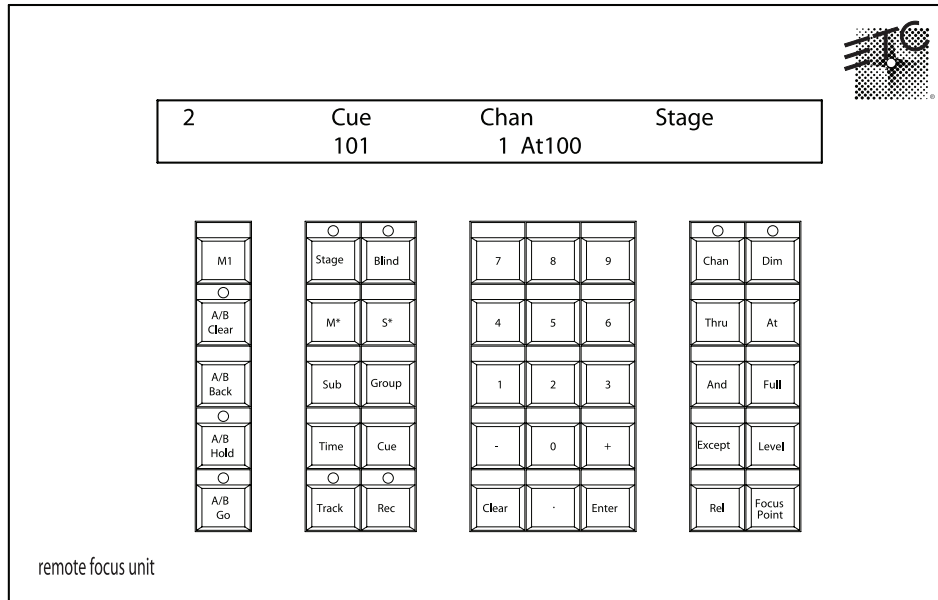 ETC
®
2 Cue Chan Stage
101 1 At100
M1 Stage Blind 7 8 9 Chan Dim
A/B Clear M* S* 4 5 6 Thru At
A/B Back Sub Group 1 2 3 And Full
A/B Hold Time Cue - 0 + Except Level
A/B Go Track Rec Clear . Enter Rel Focus Point
remote focus unit